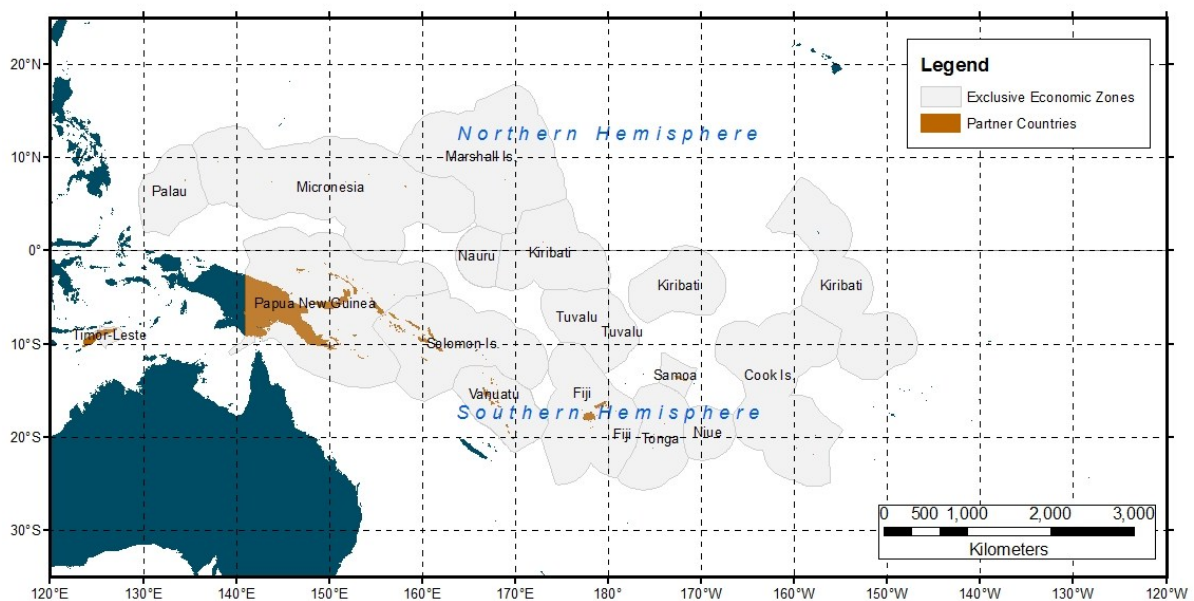 20°N
10°N
0°
10°S
20°S
30°S
Legend
Exclusive Economic Zones
Partner Countries
Northern Hemisphere
Marshall Is.
Palau
Micronesia
Nauru
Kiribati
Kiribati
Kiribati
Papua New Guinea
Tuvalu
Tuvalu
Timor-Leste
Solomon Is.
Samoa
Cook Is.
Vanuatu
Fiji
Southern Hemisphere
Fiji
Tonga
Niue
0 500 1,000 2,000 3,000
Kilometers
120°E 130°E 140°E 150°E 160°E 170°E 180° 170°W 160°W 150°W 140°W 130°W 120°W